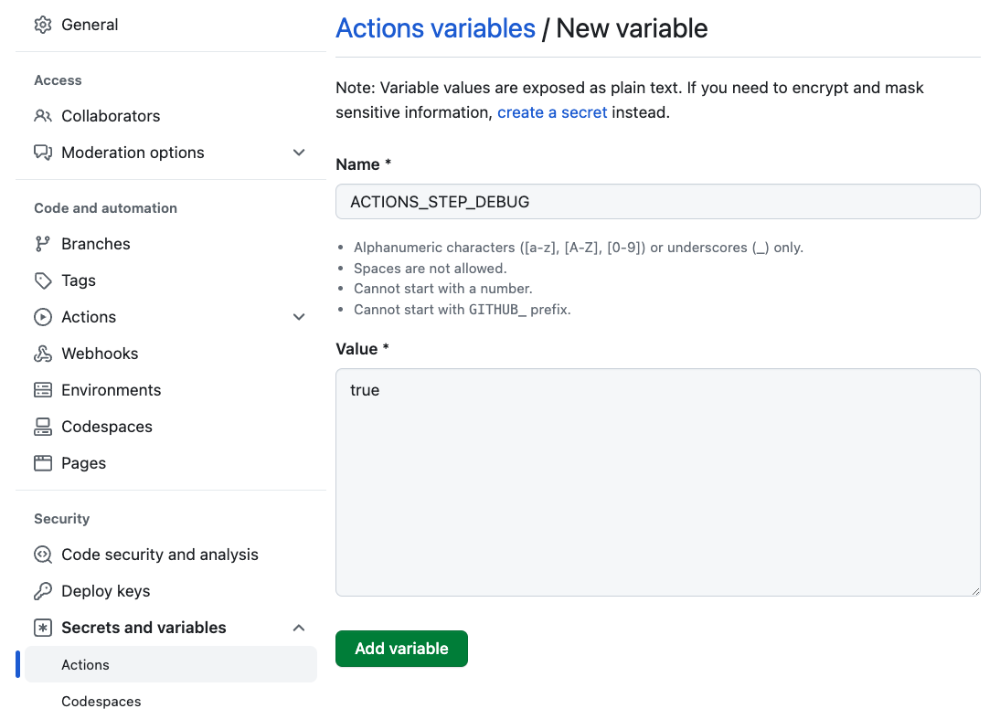 General
Access
Collaborators
Moderation options
Code and automation
Branches
Tags
Actions
Webhooks
Environments
Codespaces
Pages
Security
Code security and analysis
Deploy keys
Secrets and variables
Actions
Codespaces
Actions variables / New variable
Note: Variable values are exposed as plain text. If you need to encrypt and mask
sensitive information, create a secret instead.
Name *
ACTIONS_STEP_DEBUG
• Alphanumeric characters ([a-z], [A-Z], [0-9]) or underscores (_) only.
• Spaces are not allowed.
• Cannot start with a number.
• Cannot start with GITHUB_ prefix.
Value *
true
Add variable